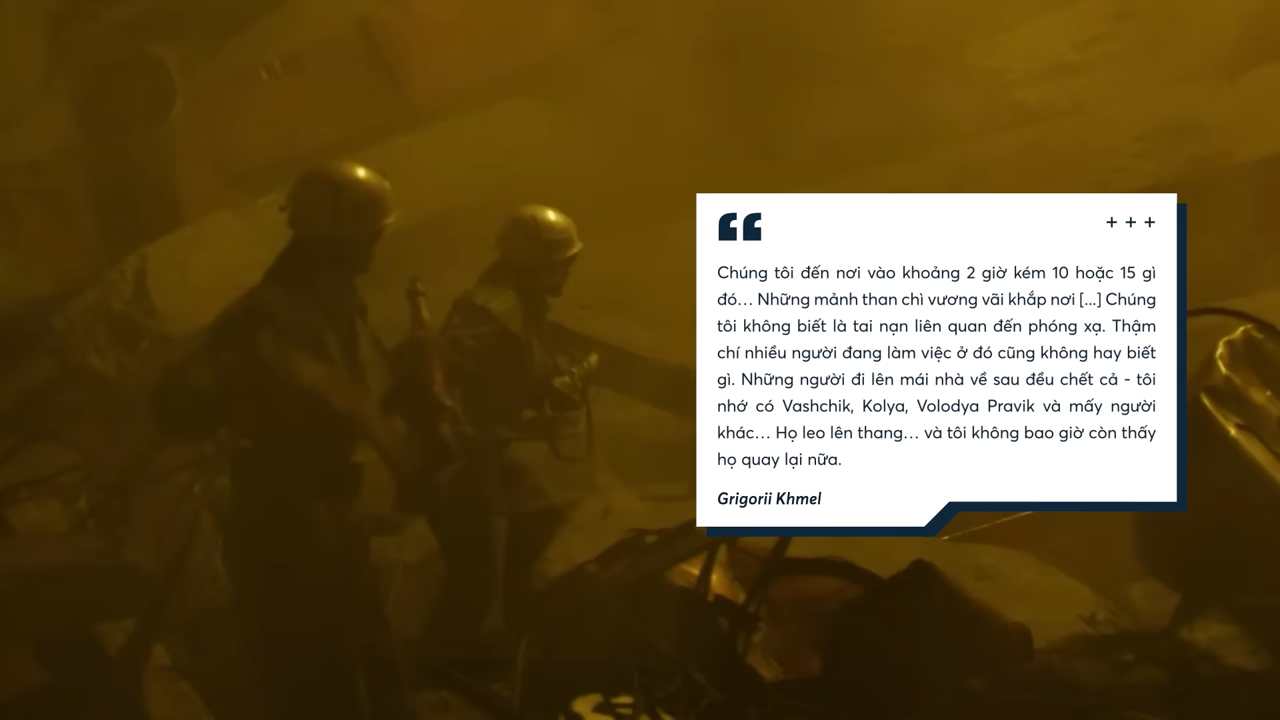 “
+ + +
Chúng tôi đến nơi vào khoảng 2 giờ kém 10 hoặc 15 gì
đó… Những mảnh than chì vương vãi khắp nơi [...] Chúng
tôi không biết là tai nạn liên quan đến phóng xạ. Thậm
chí nhiều người đang làm việc ở đó cũng không hay biết
gì. Những người đi lên mái nhà về sau đều chết cả - tôi
nhớ có Vashchik, Kolya, Volodya Pravik và mấy người
khác… Họ leo lên thang… và tôi không bao giờ còn thấy
họ quay lại nữa.
Grigorii Khmel